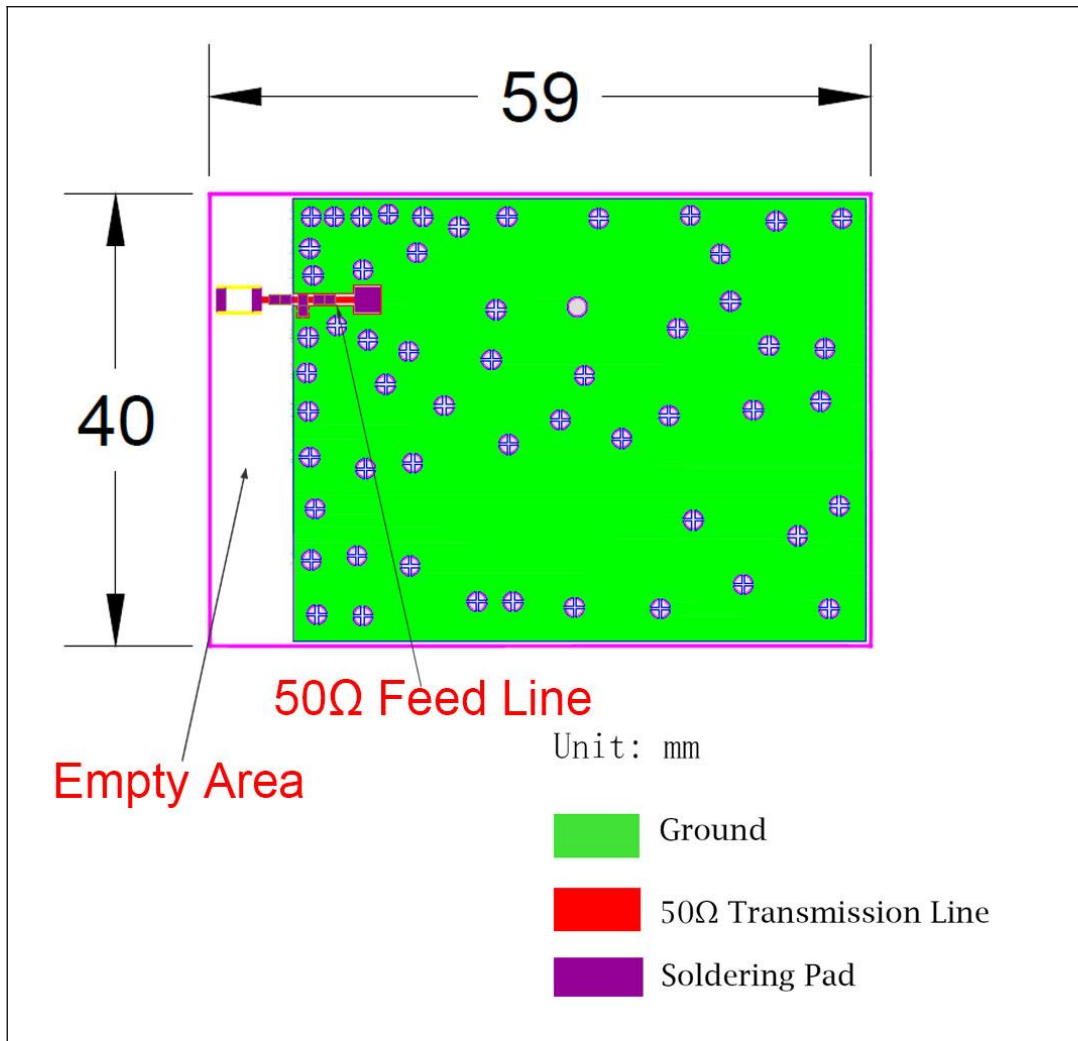 59
40
50Ω Feed Line
Empty Area
Unit: mm
Ground
50Ω Transmission Line
Soldering Pad